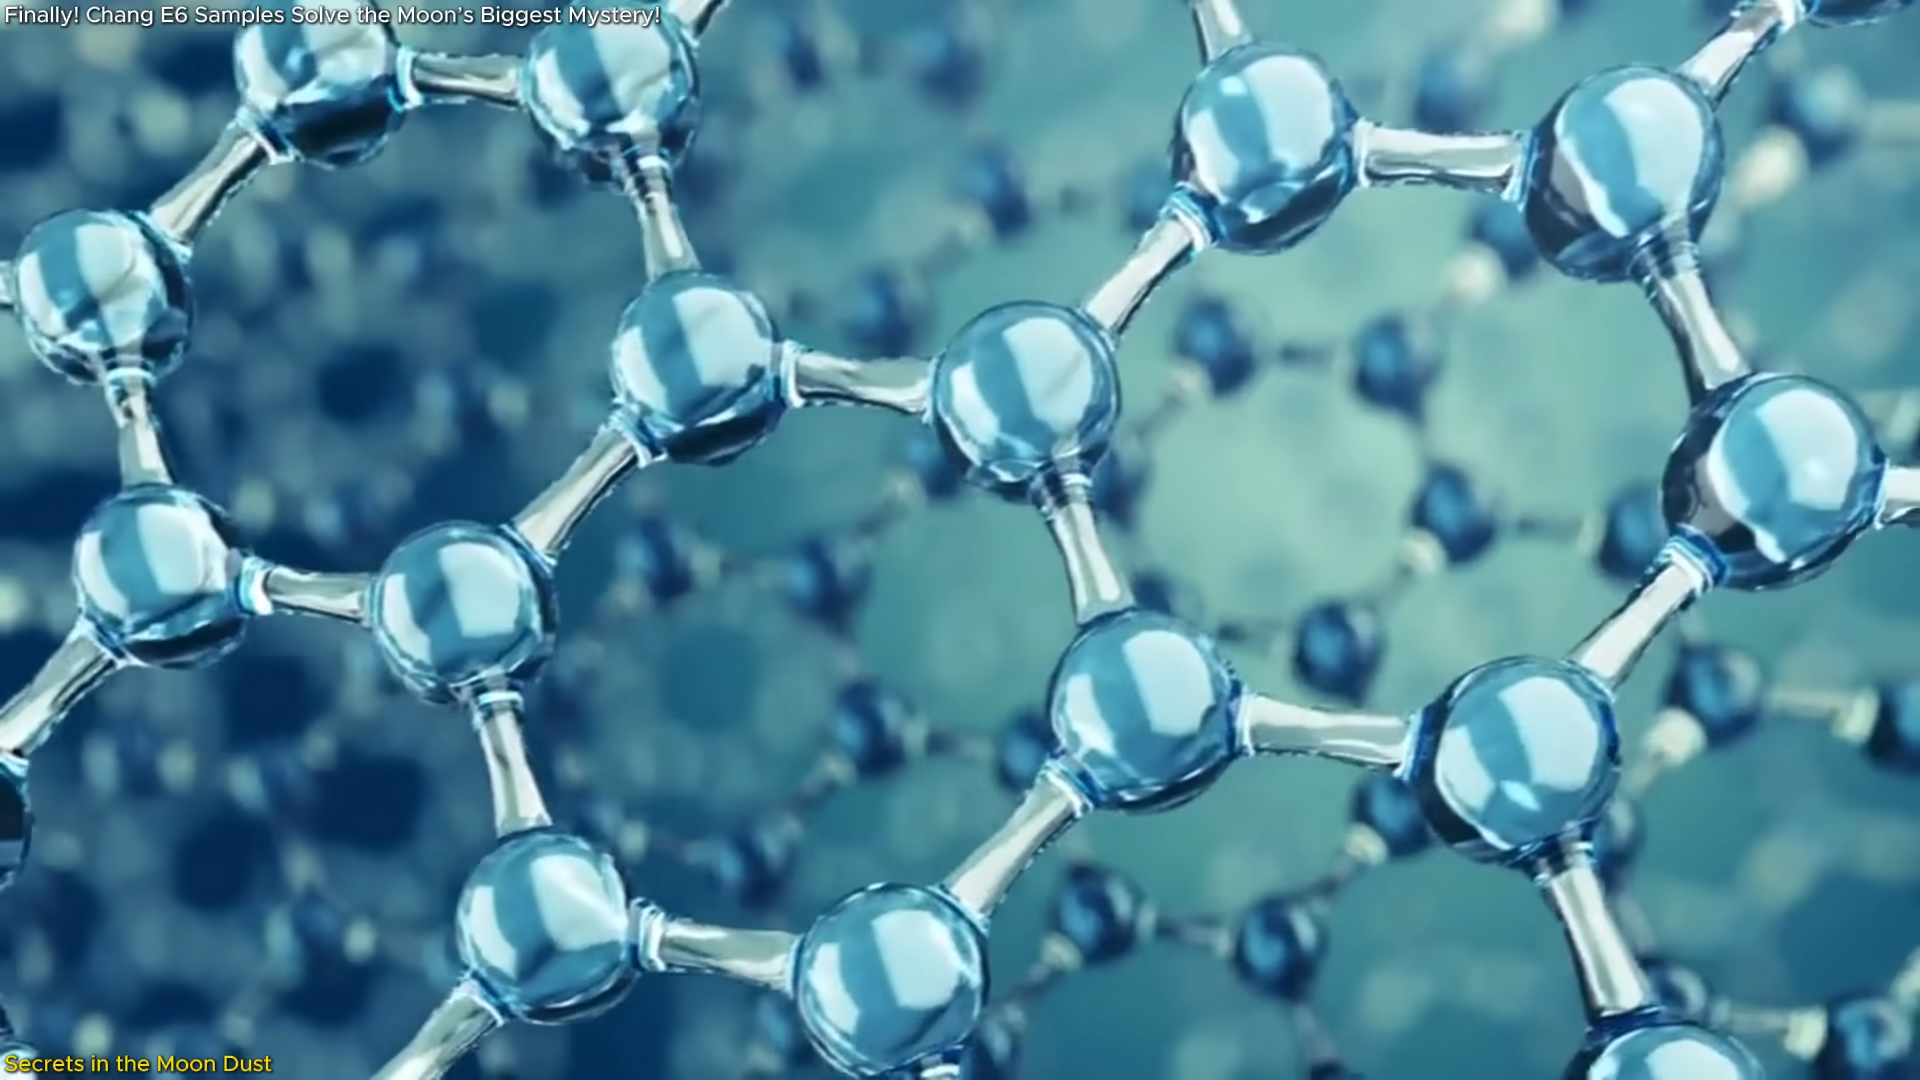 Finally! Chang E6 Samples Solve the Moon’s Biggest Mystery!
Secrets in the Moon Dust